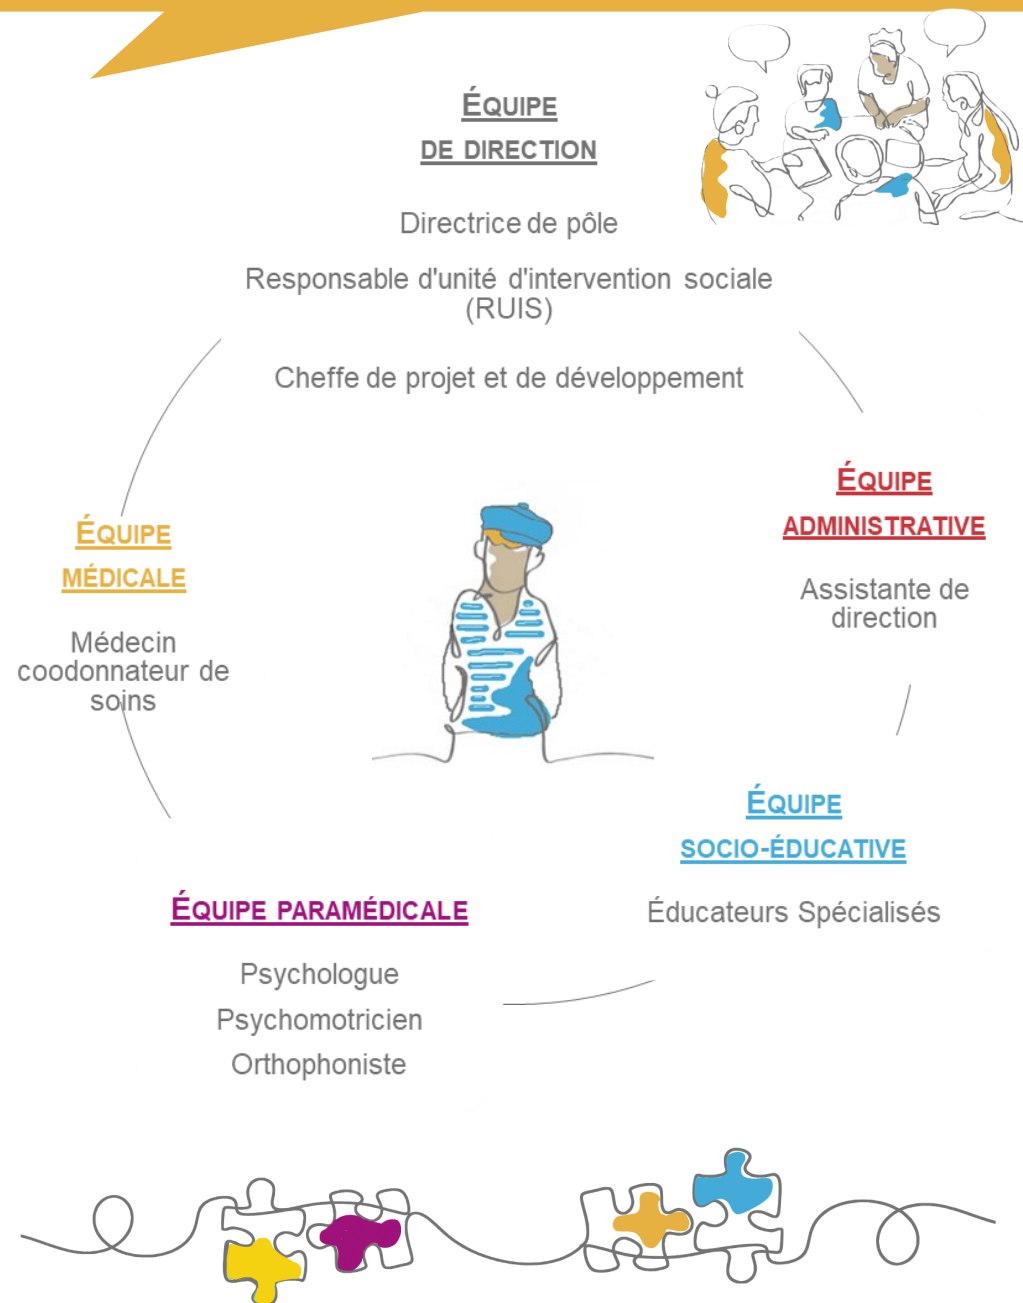 ÉQUIPE
DE DIRECTION
Directrice de pôle
Responsable d'unité d'intervention sociale
(RUIS)
Cheffe de projet et de développement
ÉQUIPE
ADMINISTRATIVE
Assistante de
direction
ÉQUIPE
MÉDICALE
Médecin
coodonnateur de
soins
ÉQUIPE
SOCIO-ÉDUCATIVE
Éducateurs Spécialisés
ÉQUIPE PARAMÉDICALE
Psychologue
Psychomotricien
Orthophoniste